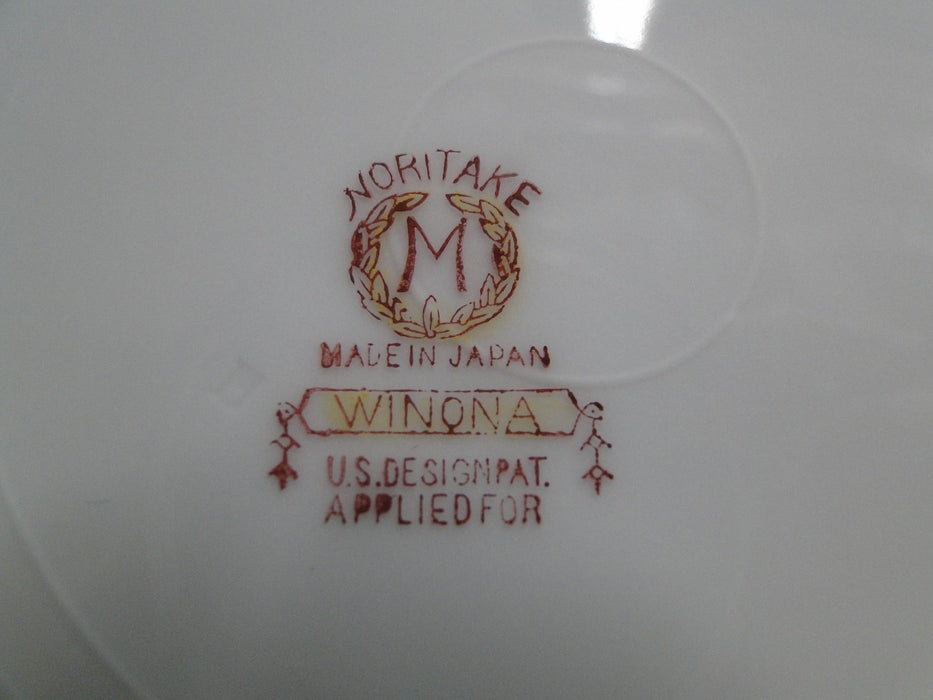 NORITAKE
M
MADE IN JAPAN
WINONA
U.S. DESIGN PAT.
APPLIED FOR